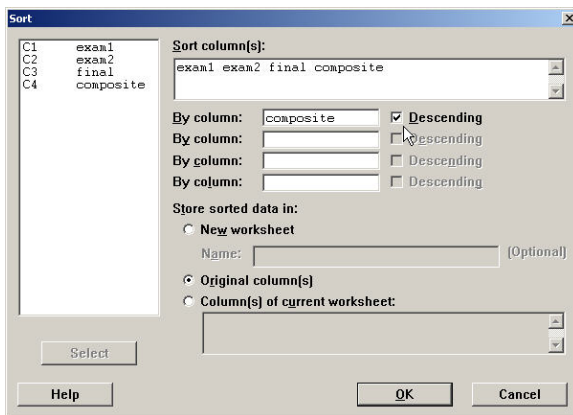 Sort
C1 exam1
C2 exam2
C3 final
C4 composite
Sort column(s):
exam1 exam2 final composite
By column: composite Descending
By column: Descending
By column: Descending
By column: Descending
Store sorted data in:
New worksheet
Name: (Optional)
Original column(s)
Column(s) of current worksheet:
Select
Help OK Cancel